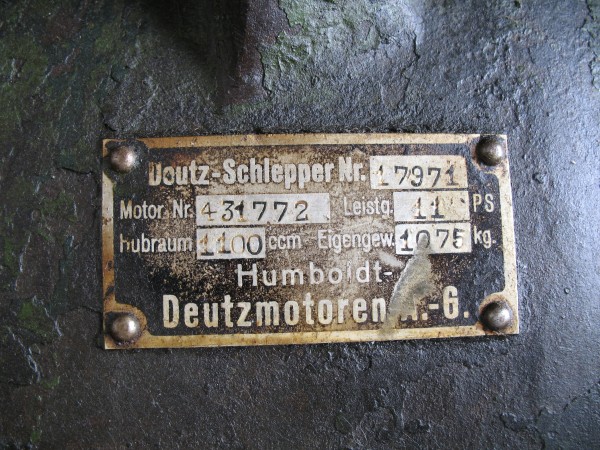 Deutz-Schlepper Nr. 17971
Motor Nr. 431772 Leistg. 11 PS
Hubraum 1100 ccm - Eigengew. 1075 kg.
Humboldt-
Deutzmotoren A.-G.